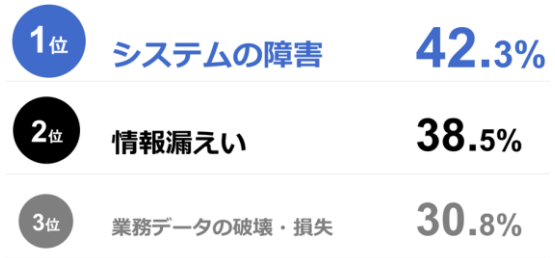 1位 システムの障害 42.3%
2位 情報漏えい 38.5%
3位 業務データの破壊・損失 30.8%